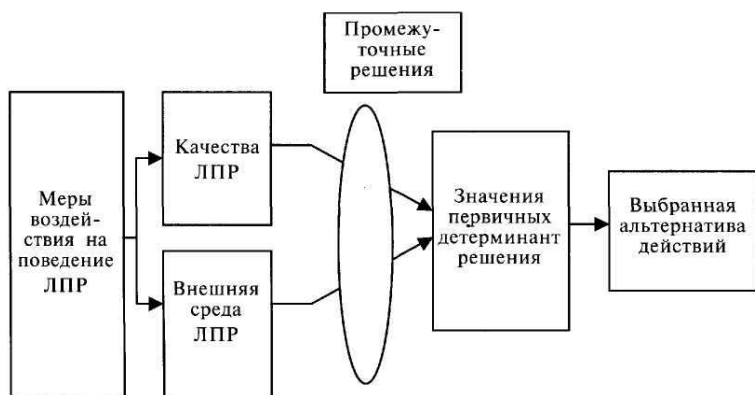 Промежу-
точные
решения
Меры
воздей-
ствия на
поведение
ЛПР
Качества
ЛПР
Внешняя
среда
ЛПР
Значения
первичных
детерминант
решения
Выбранная
альтернатива
действий